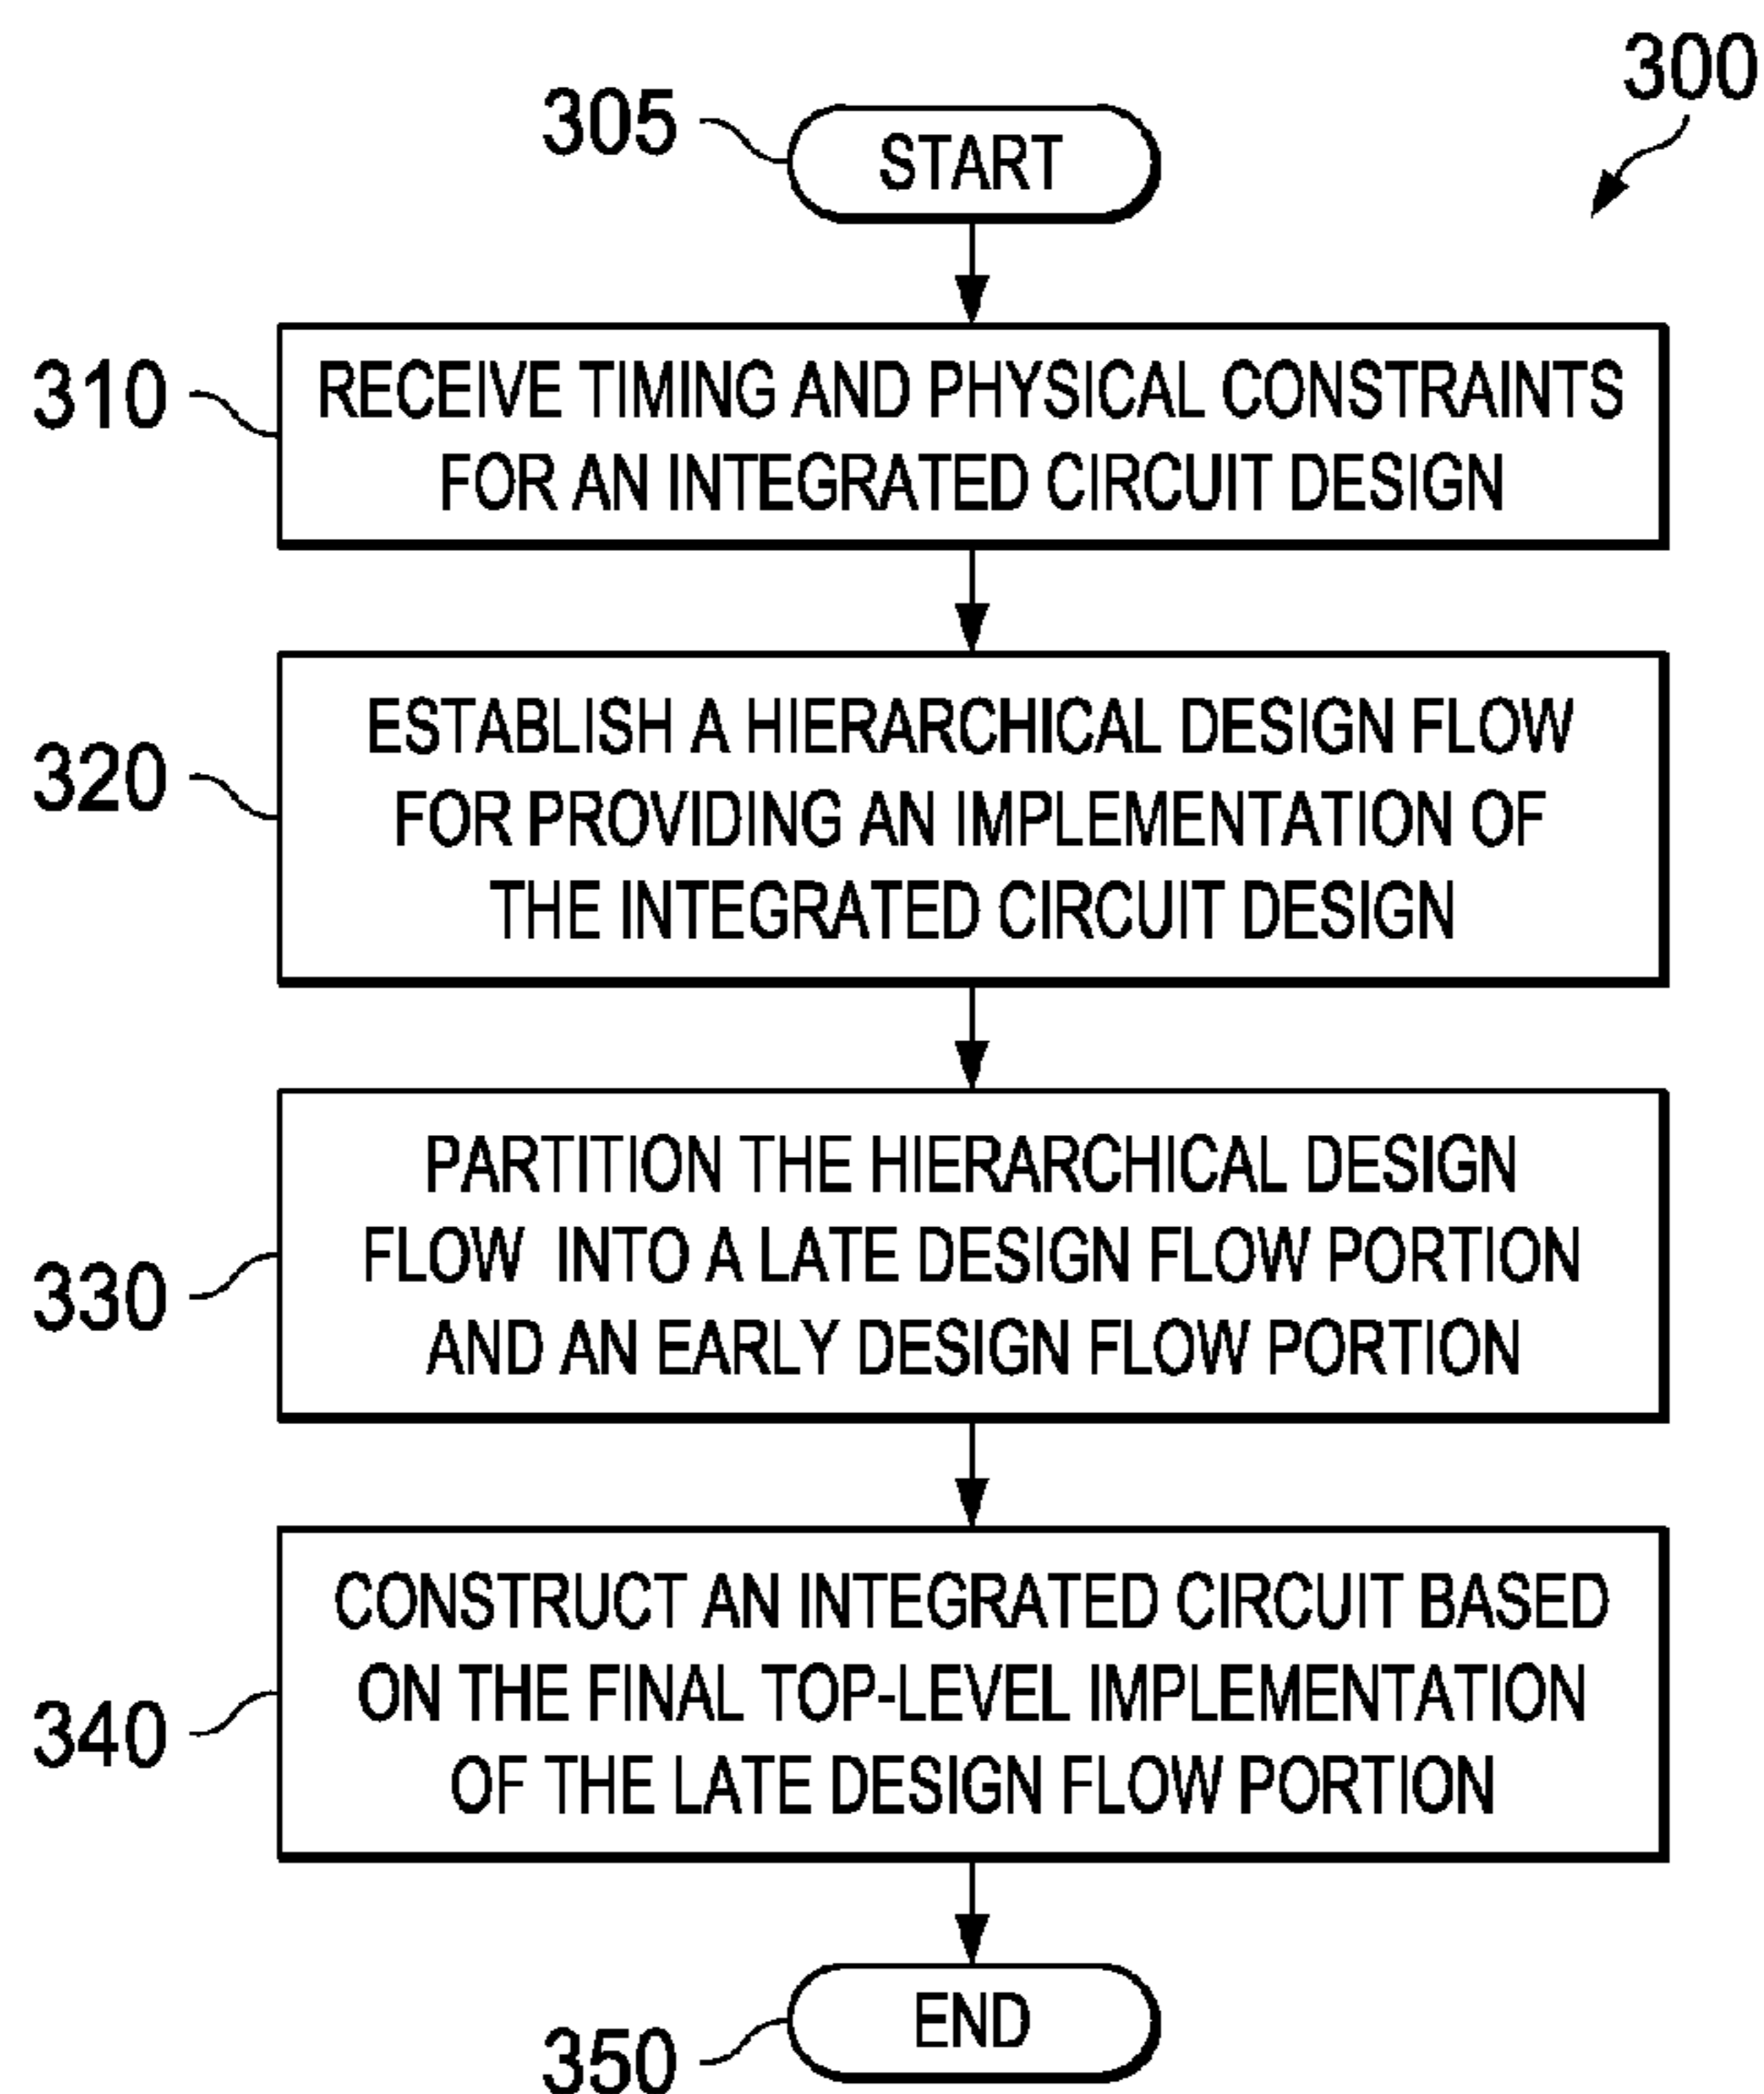 300
305
START
310
RECEIVE TIMING AND PHYSICAL CONSTRAINTS
FOR AN INTEGRATED CIRCUIT DESIGN
320
ESTABLISH A HIERARCHICAL DESIGN FLOW
FOR PROVIDING AN IMPLEMENTATION OF
THE INTEGRATED CIRCUIT DESIGN
330
PARTITION THE HIERARCHICAL DESIGN
FLOW INTO A LATE DESIGN FLOW PORTION
AND AN EARLY DESIGN FLOW PORTION
340
CONSTRUCT AN INTEGRATED CIRCUIT BASED
ON THE FINAL TOP-LEVEL IMPLEMENTATION
OF THE LATE DESIGN FLOW PORTION
END
350